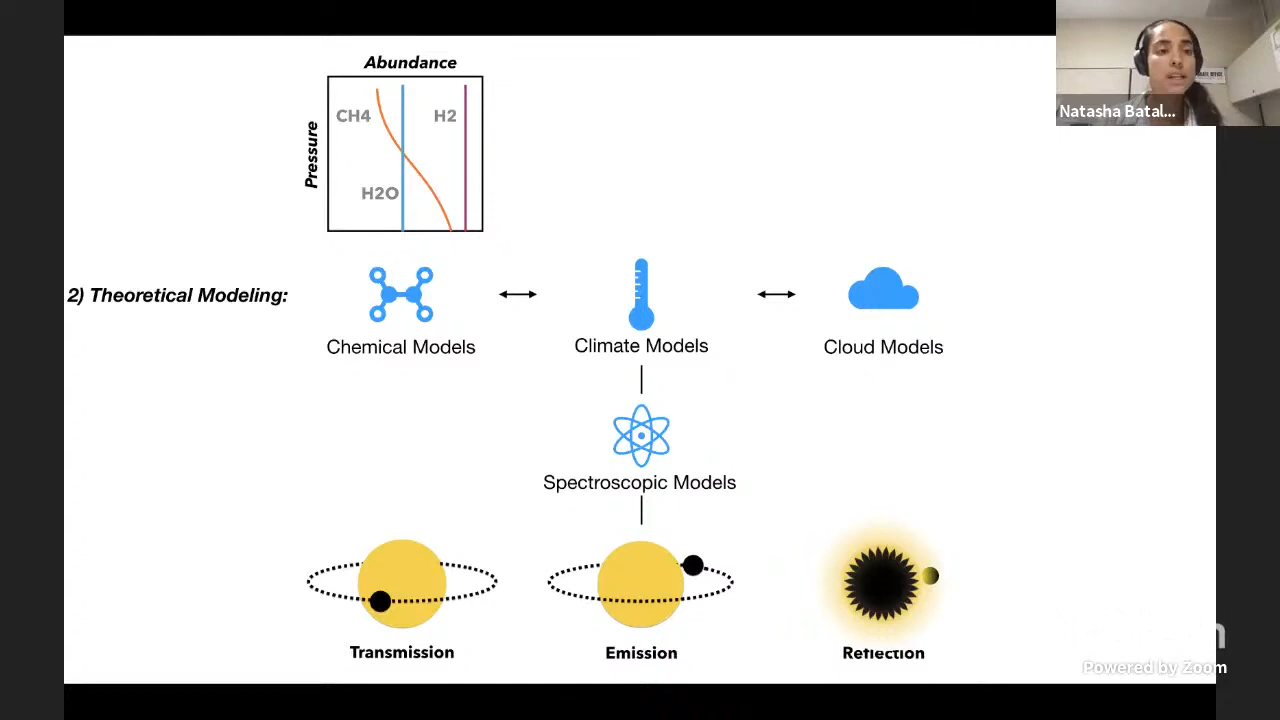 Abundance
CH4
H2
Pressure
H2O
Natasha Batal...
2) Theoretical Modeling:
Chemical Models
Climate Models
Cloud Models
Spectroscopic Models
Transmission
Emission
Reflection
Powered by Zoom